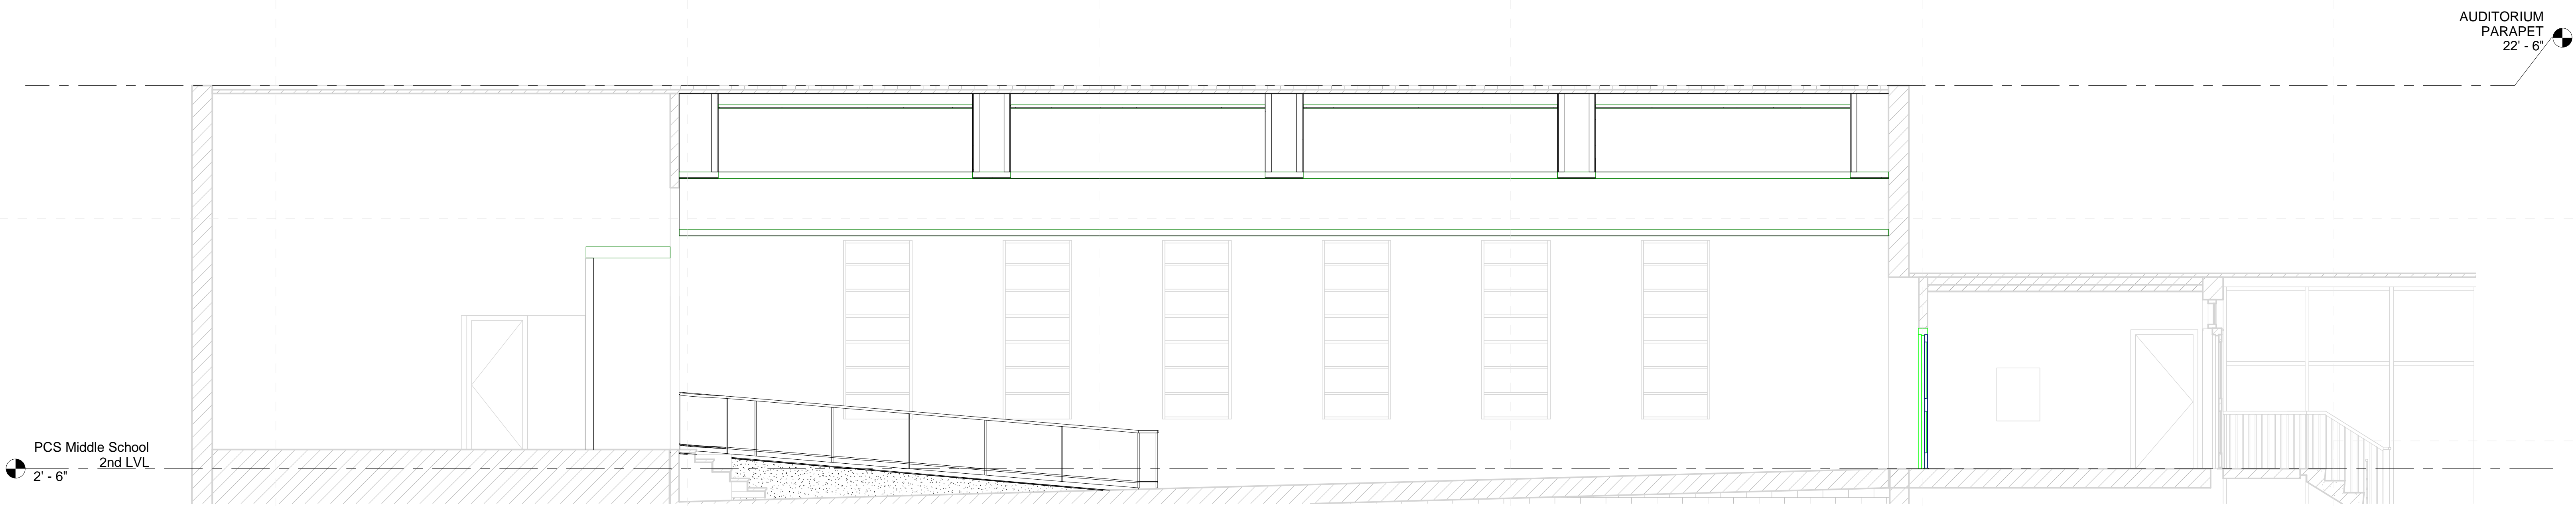 AUDITORIUM
PARAPET
22' - 6"
PCS Middle School
2nd LVL
2' - 6"